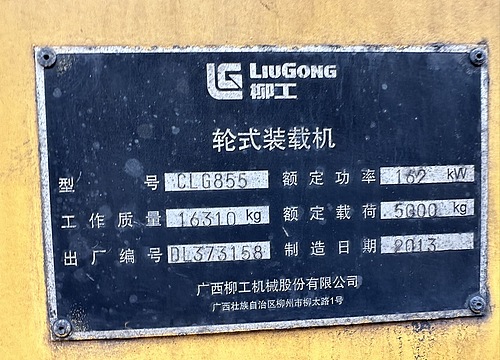 LG LiuGong
柳工
轮式装载机
型号 CLG855 额定功率 162 kW
工作质量 16310 kg 额定载荷 5000 kg
出厂编号 DL373158 制造日期 2013
广西柳工机械股份有限公司
广西壮族自治区柳州市柳太路1号